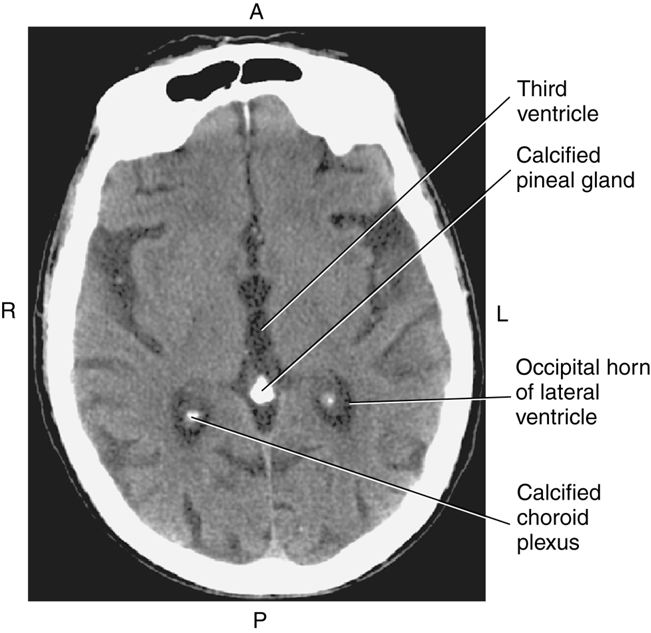 A
Third
ventricle
Calcified
pineal gland
R
L
Occipital horn
of lateral
ventricle
Calcified
choroid
plexus
P